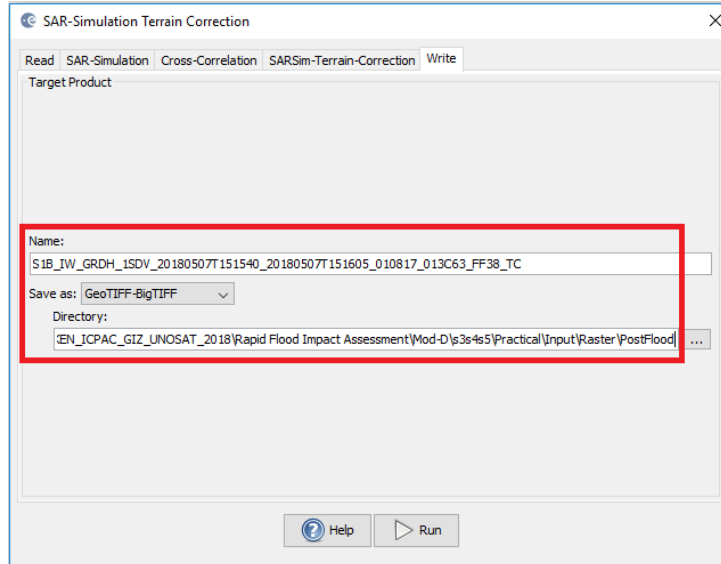 SAR-Simulation Terrain Correction
Read SAR-Simulation Cross-Correlation SARSim-Terrain-Correction Write
Target Product
Name:
S1B_IW_GRDH_1SDV_20180507T151540_20180507T151605_010817_013C63_FF38_TC
Save as: GeoTIFF-BigTIFF
Directory:
EN_ICPAC_GIZ_UNOSAT_2018\Rapid Flood Impact Assessment\Mod-D\s3s4s5\Practical\Input\Raster\PostFlood
...
Help Run